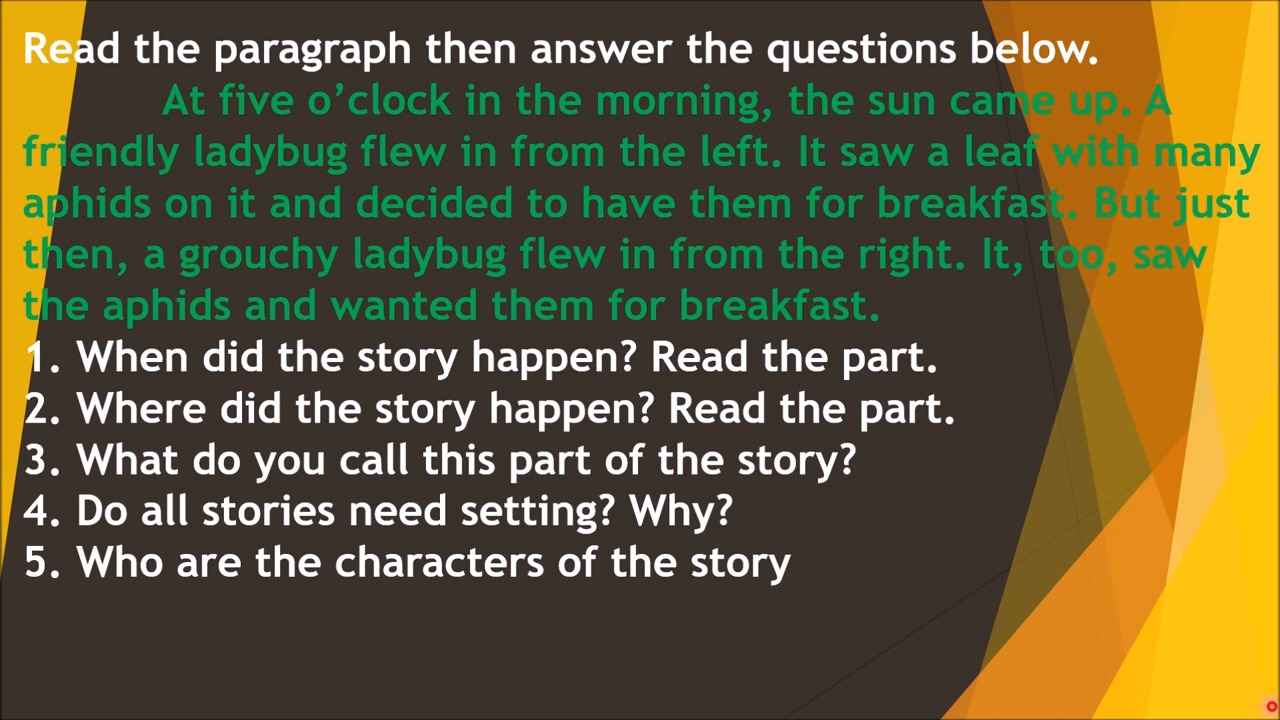 Read the paragraph then answer the questions below.
At five o’clock in the morning, the sun came up. A
friendly ladybug flew in from the left. It saw a leaf with many
aphids on it and decided to have them for breakfast. But just
then, a grouchy ladybug flew in from the right. It, too, saw
the aphids and wanted them for breakfast.
1. When did the story happen? Read the part.
2. Where did the story happen? Read the part.
3. What do you call this part of the story?
4. Do all stories need setting? Why?
5. Who are the characters of the story